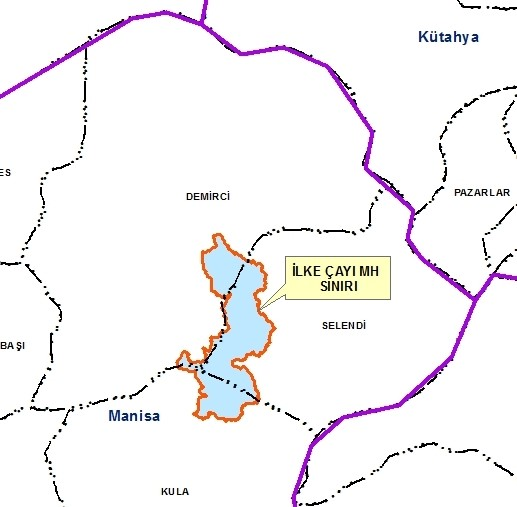 Kütahya
ES
DEMİRCİ
PAZARLAR
İLKE ÇAYI MH
SINIRI
SELENDİ
BAŞI
Manisa
KULA